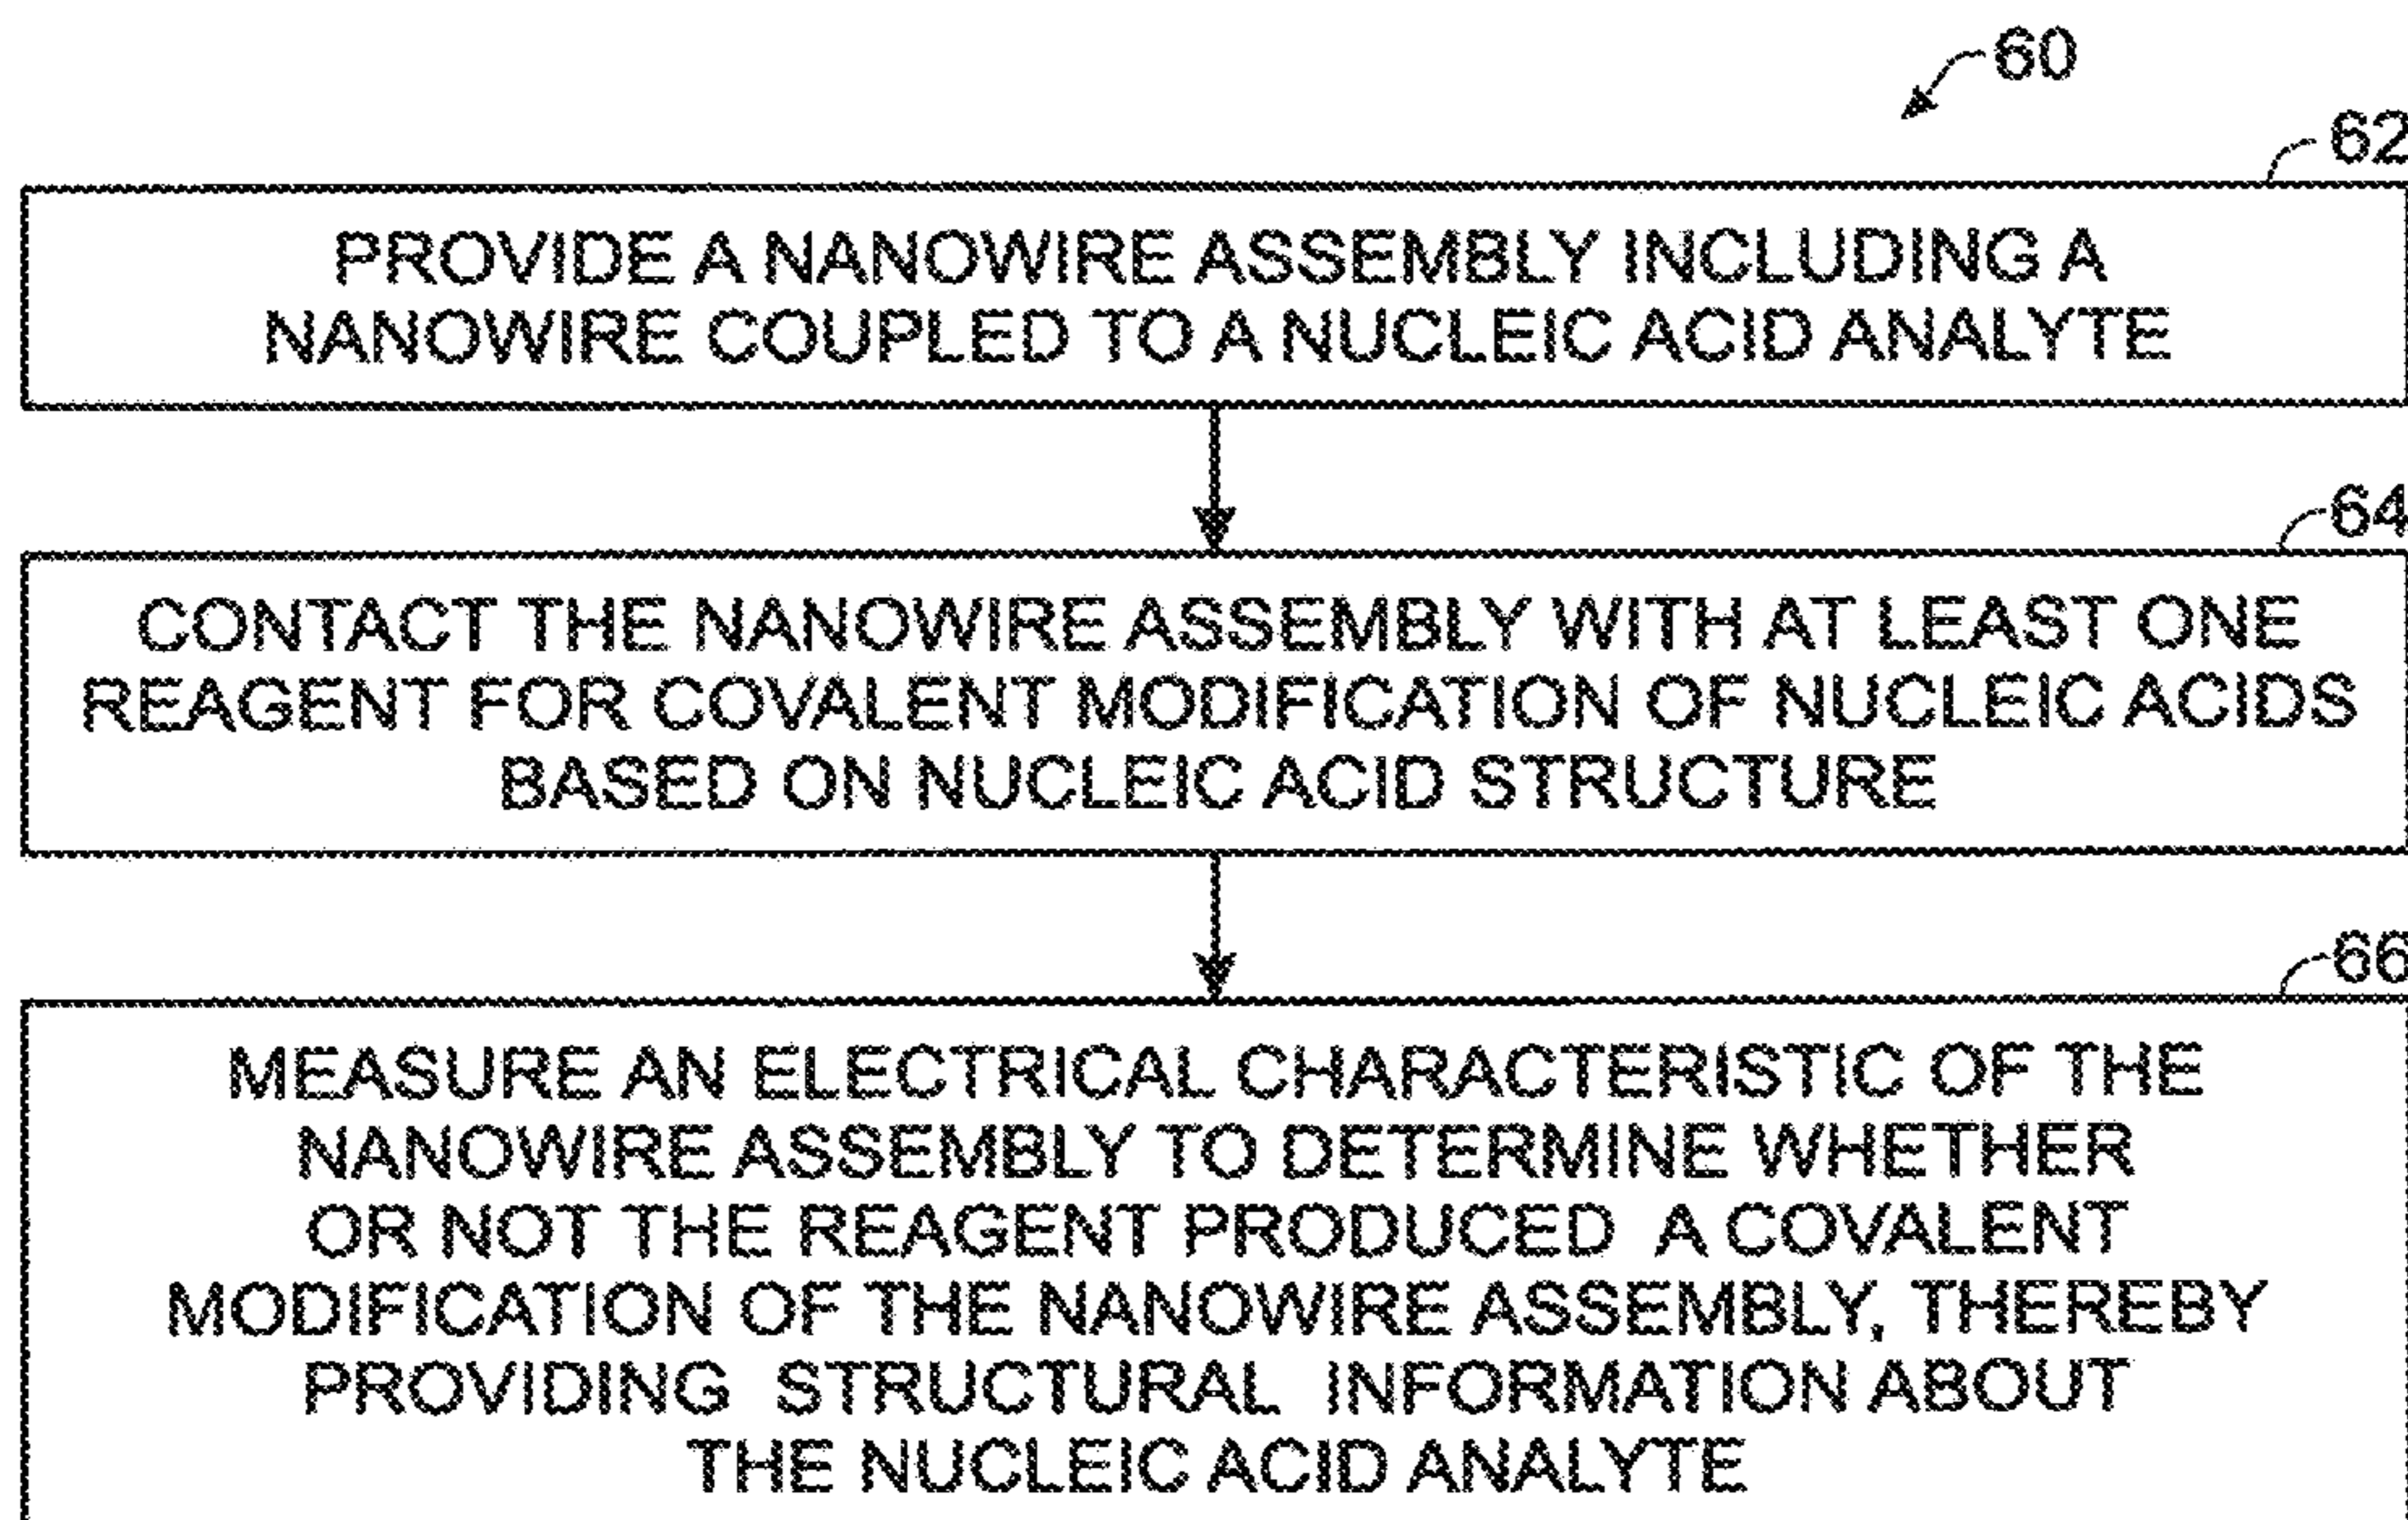 60
62
PROVIDE A NANOWIRE ASSEMBLY INCLUDING A
NANOWIRE COUPLED TO A NUCLEIC ACID ANALYTE
64
CONTACT THE NANOWIRE ASSEMBLY WITH AT LEAST ONE
REAGENT FOR COVALENT MODIFICATION OF NUCLEIC ACIDS
BASED ON NUCLEIC ACID STRUCTURE
66
MEASURE AN ELECTRICAL CHARACTERISTIC OF THE
NANOWIRE ASSEMBLY TO DETERMINE WHETHER
OR NOT THE REAGENT PRODUCED A COVALENT
MODIFICATION OF THE NANOWIRE ASSEMBLY, THEREBY
PROVIDING STRUCTURAL INFORMATION ABOUT
THE NUCLEIC ACID ANALYTE